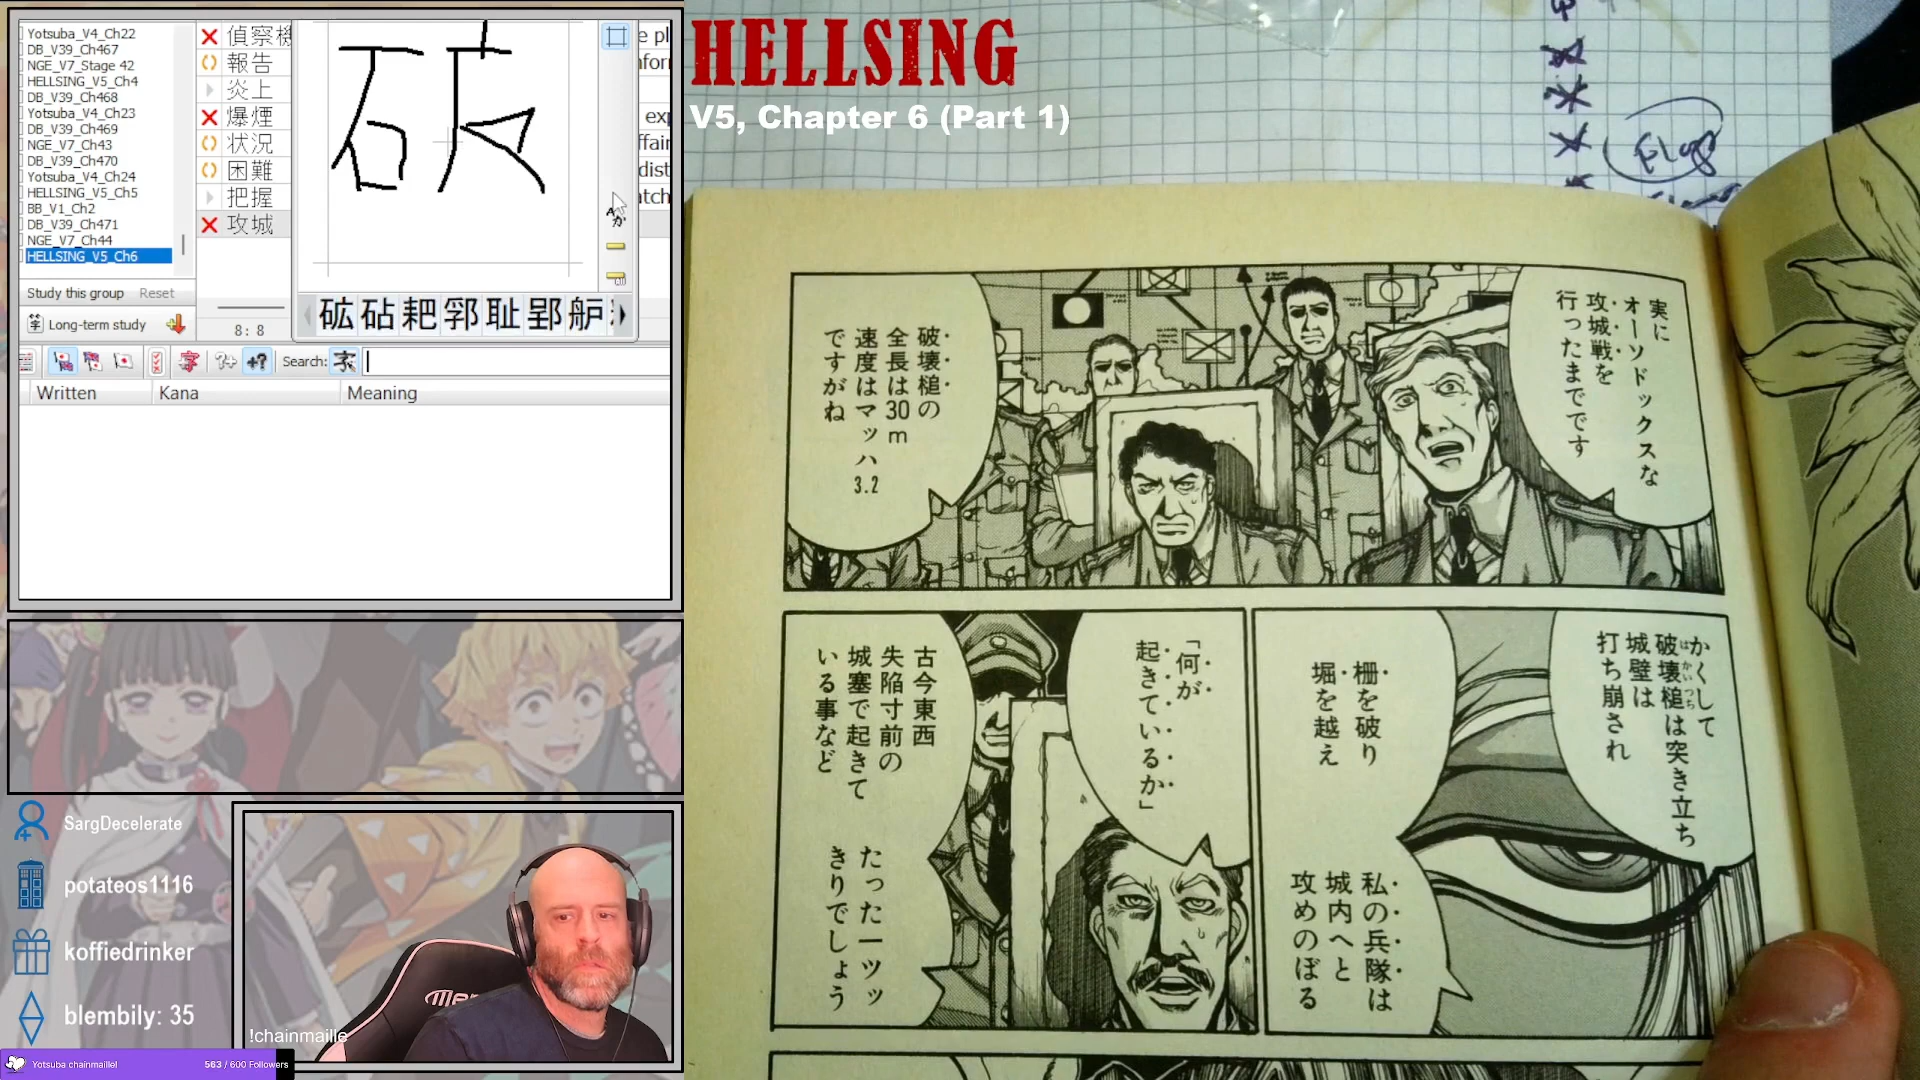 Yotsuba_V4_Ch22
DB_V39_Ch467
NGE_V7_Stage 42
HELLSING_V5_Ch4
DB_V39_Ch468
Yotsuba_V4_Ch23
DB_V39_Ch469
NGE_V7_Ch43
DB_V39_Ch470
Yotsuba_V4_Ch24
HELLSING_V5_Ch5
BB_V1_Ch2
DB_V39_Ch471
NGE_V7_Ch44
HELLSING_V5_Ch6
Study this group Reset
Long-term study
偵察機
報告
炎上
爆煙
状況
困難
把握
攻城
8: 8
砿 砧 耙 郛 耻 郢 舮
Search:
Written Kana Meaning
HELLSING
V5, Chapter 6 (Part 1)
実に
オーソドックスな
攻城戦を
行ったまでです
破壊槌の
全長は30m
速度はマッハ3.2
ですがね
かくして
破壊槌は突き立ち
はかいつち
城壁は
打ち崩され
柵を破り
堀を越え
私の兵隊は
城内へと
攻めのぼる
「何が
起きているか」
古今東西
失陥寸前の
城塞で起きて
いる事など
たった一ツッ
きりでしょう
SargDecelerate
potateos1116
koffiedrinker
blembily: 35
!chainmaille
Yotsuba chainmaille!
563 / 600 Followers